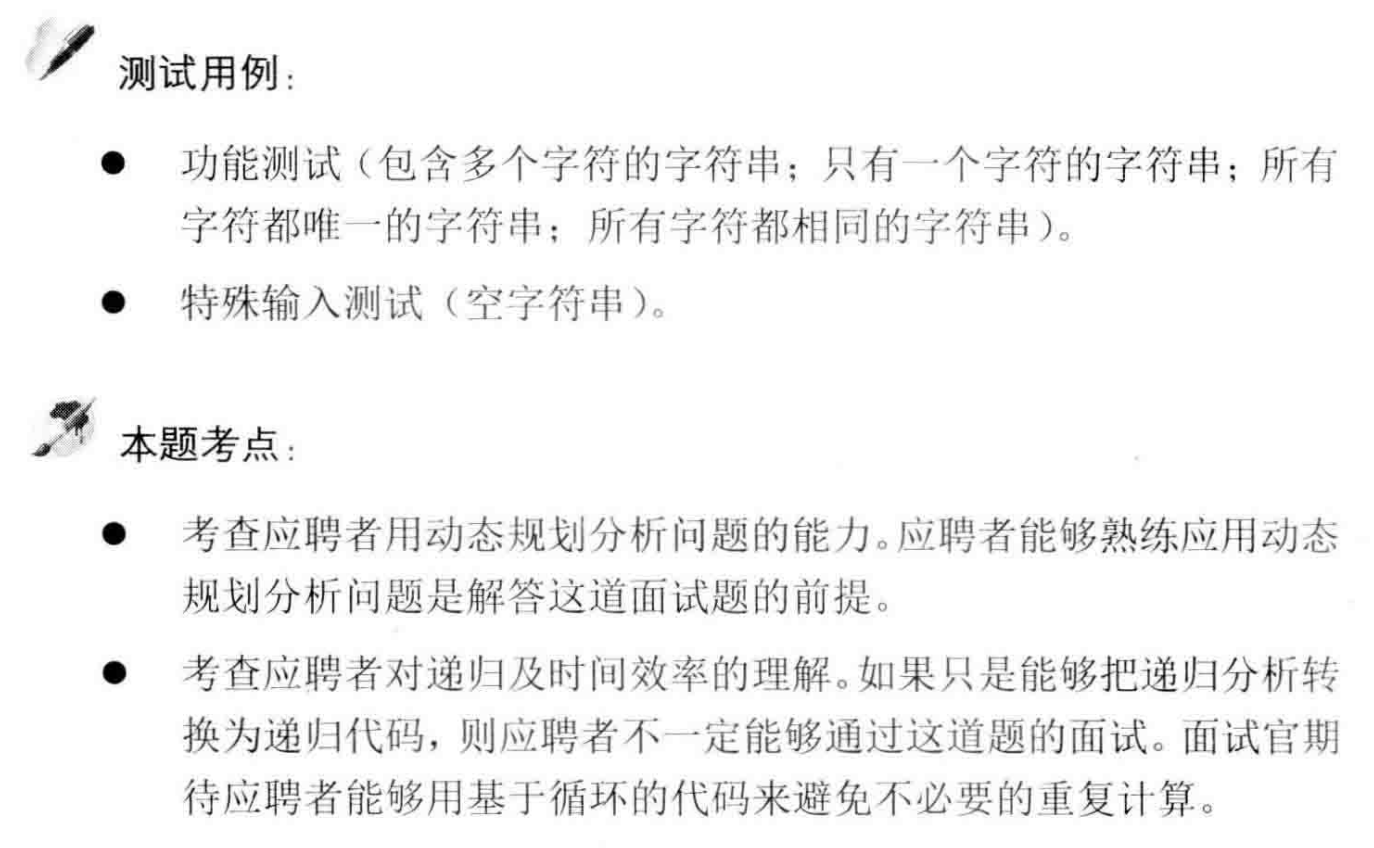 测试用例：
● 功能测试（包含多个字符的字符串；只有一个字符的字符串；所有
字符都唯一的字符串；所有字符都相同的字符串）。
● 特殊输入测试（空字符串）。
本题考点：
● 考查应聘者用动态规划分析问题的能力。应聘者能够熟练应用动态
规划分析问题是解答这道面试题的前提。
● 考查应聘者对递归及时间效率的理解。如果只是能够把递归分析转
换为递归代码，则应聘者不一定能够通过这道题的面试。面试官期
待应聘者能够用基于循环的代码来避免不必要的重复计算。